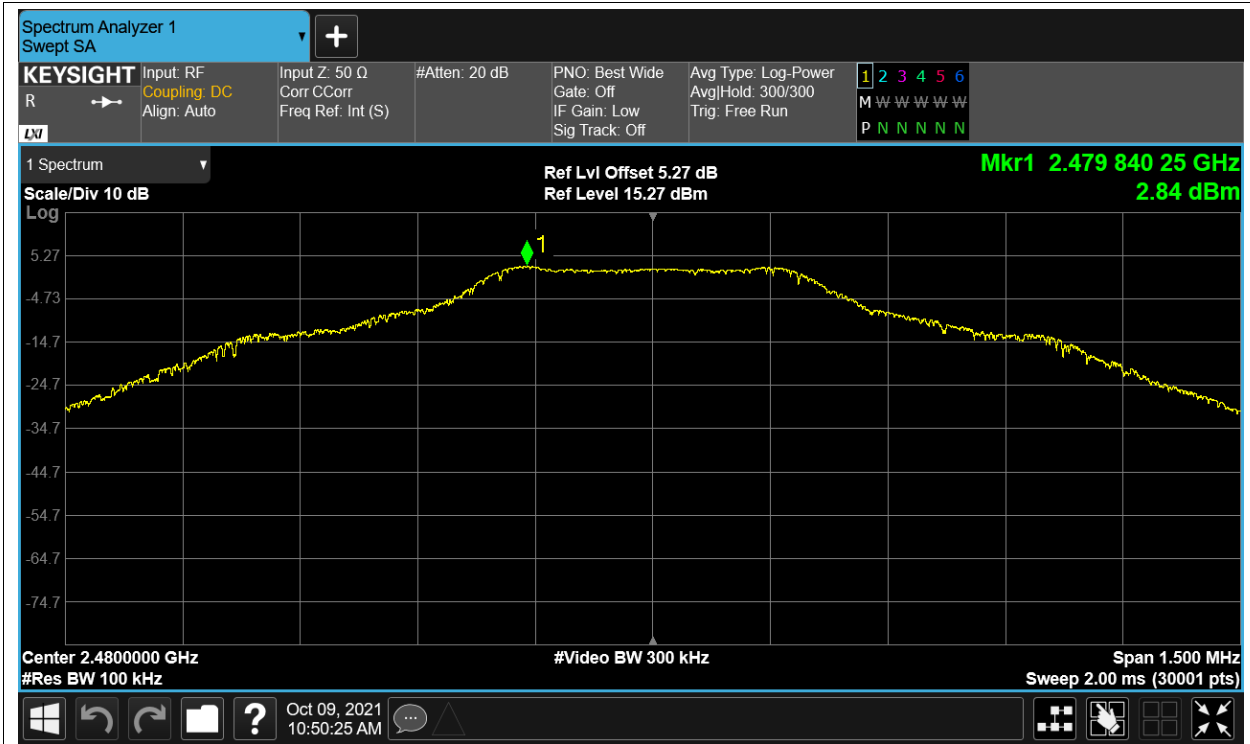 Spectrum Analyzer 1
Swept SA
KEYSIGHT
R
LXI
Input: RF
Coupling: DC
Align: Auto
Input Z: 50 Ω
Corr CCorr
Freq Ref: Int (S)
#Atten: 20 dB
PNO: Best Wide
Gate: Off
IF Gain: Low
Sig Track: Off
Avg Type: Log-Power
Avg|Hold: 300/300
Trig: Free Run
1 2 3 4 5 6
M W W W W W
P N N N N N
1 Spectrum
Scale/Div 10 dB
Log
Ref Lvl Offset 5.27 dB
Ref Level 15.27 dBm
Mkr1 2.479 840 25 GHz
2.84 dBm
1
5.27
-4.73
-14.7
-24.7
-34.7
-44.7
-54.7
-64.7
-74.7
Center 2.4800000 GHz
#Res BW 100 kHz
#Video BW 300 kHz
Span 1.500 MHz
Sweep 2.00 ms (30001 pts)
?
Oct 09, 2021
10:50:25 AM